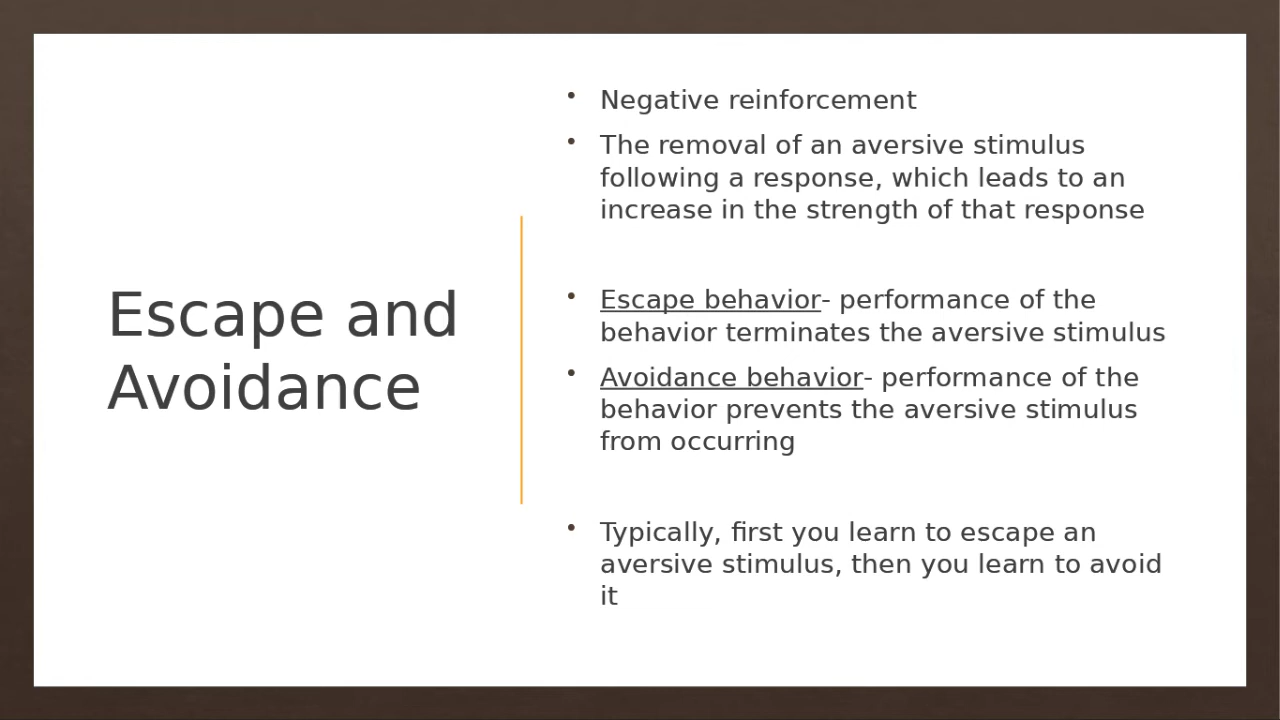 Escape and
Avoidance
• Negative reinforcement
• The removal of an aversive stimulus
following a response, which leads to an
increase in the strength of that response
• Escape behavior- performance of the
behavior terminates the aversive stimulus
• Avoidance behavior- performance of the
behavior prevents the aversive stimulus
from occurring
• Typically, first you learn to escape an
aversive stimulus, then you learn to avoid
it